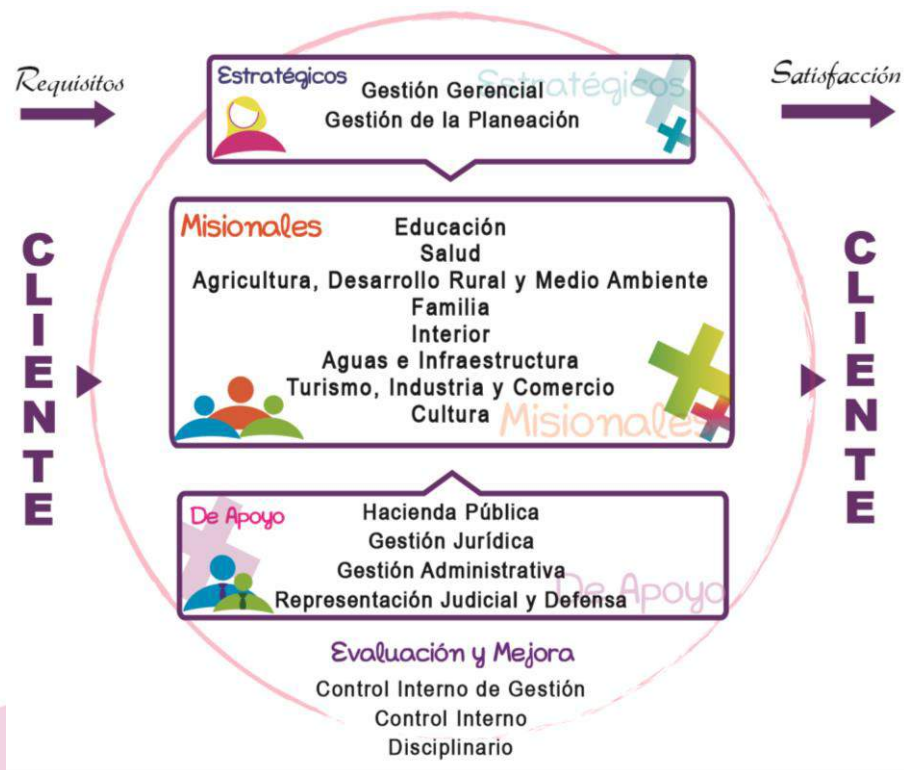 Requisitos
Satisfacción
Estratégicos
Estratégicos
Gestión Gerencial
Gestión de la Planeación
CLIENTE
CLIENTE
Misionales
Educación
Salud
Agricultura, Desarrollo Rural y Medio Ambiente
Familia
Interior
Aguas e Infraestructura
Turismo, Industria y Comercio
Cultura
Misionales
De Apoyo
Hacienda Pública
Gestión Jurídica
Gestión Administrativa
De Apoyo
Representación Judicial y Defensa
Evaluación y Mejora
Control Interno de Gestión
Control Interno
Disciplinario